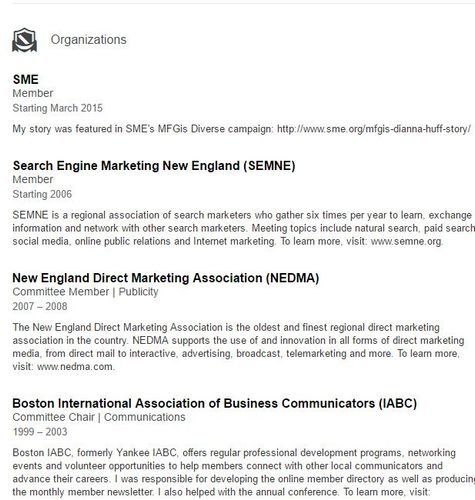 Organizations
SME
Member
Starting March 2015
My story was featured in SME's MFGis Diverse campaign: http://www.sme.org/mfgis-dianna-huff-story/
Search Engine Marketing New England (SEMNE)
Member
Starting 2006
SEMNE is a regional association of search marketers who gather six times per year to learn, exchange
information and network with other search marketers. Meeting topics include natural search, paid search
social media, online public relations and Internet marketing. To learn more, visit: www.semne.org.
New England Direct Marketing Association (NEDMA)
Committee Member | Publicity
2007 – 2008
The New England Direct Marketing Association is the oldest and finest regional direct marketing
association in the country. NEDMA supports the use of and innovation in all forms of direct marketing
media, from direct mail to interactive, advertising, broadcast, telemarketing and more. To learn more,
visit: www.nedma.com.
Boston International Association of Business Communicators (IABC)
Committee Chair | Communications
1999 – 2003
Boston IABC, formerly Yankee IABC, offers regular professional development programs, networking
events and volunteer opportunities to help members connect with other local communicators and
advance their careers. I was responsible for developing the online member directory as well as producing
the monthly member newsletter. I also helped with the annual conference. To learn more, visit: